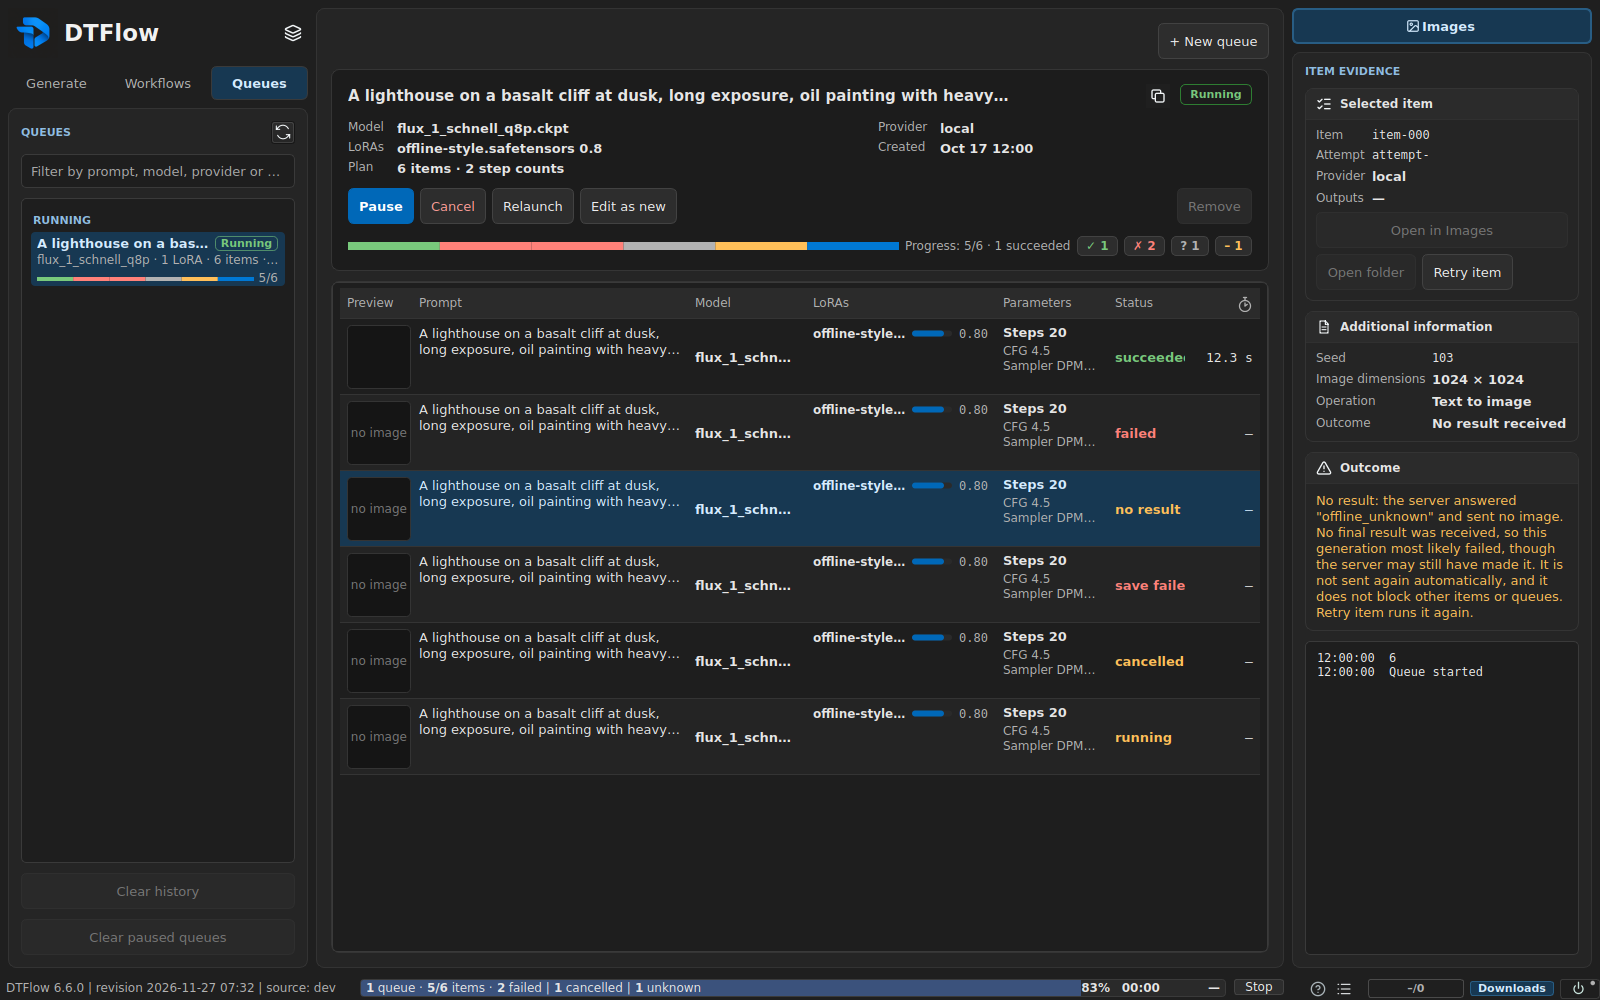 DTFlow
Generate
Workflows
Queues
QUEUES
Filter by prompt, model, provider or ...
RUNNING
A lighthouse on a bas... Running
flux_1_schnell_q8p · 1 LoRA · 6 items ·...
5/6
Clear history
Clear paused queues
+ New queue
A lighthouse on a basalt cliff at dusk, long exposure, oil painting with heavy...
Running
Model flux_1_schnell_q8p.ckpt
Provider local
LoRAs offline-style.safetensors 0.8
Created Oct 17 12:00
Plan 6 items · 2 step counts
Pause
Cancel
Relaunch
Edit as new
Remove
Progress: 5/6 · 1 succeeded ✓ 1 ✗ 2 ? 1 – 1
Preview Prompt Model LoRAs Parameters Status
A lighthouse on a basalt cliff at dusk,
long exposure, oil painting with heavy...
flux_1_schn...
offline-style... 0.80
Steps 20
CFG 4.5
Sampler DPM...
succeede
12.3 s
no image
A lighthouse on a basalt cliff at dusk,
long exposure, oil painting with heavy...
flux_1_schn...
offline-style... 0.80
Steps 20
CFG 4.5
Sampler DPM...
failed
—
no image
A lighthouse on a basalt cliff at dusk,
long exposure, oil painting with heavy...
flux_1_schn...
offline-style... 0.80
Steps 20
CFG 4.5
Sampler DPM...
no result
—
no image
A lighthouse on a basalt cliff at dusk,
long exposure, oil painting with heavy...
flux_1_schn...
offline-style... 0.80
Steps 20
CFG 4.5
Sampler DPM...
save faile
—
no image
A lighthouse on a basalt cliff at dusk,
long exposure, oil painting with heavy...
flux_1_schn...
offline-style... 0.80
Steps 20
CFG 4.5
Sampler DPM...
cancelled
—
no image
A lighthouse on a basalt cliff at dusk,
long exposure, oil painting with heavy...
flux_1_schn...
offline-style... 0.80
Steps 20
CFG 4.5
Sampler DPM...
running
—
Images
ITEM EVIDENCE
Selected item
Item item-000
Attempt attempt-
Provider local
Outputs —
Open in Images
Open folder
Retry item
Additional information
Seed 103
Image dimensions 1024 × 1024
Operation Text to image
Outcome No result received
Outcome
No result: the server answered
"offline_unknown" and sent no image.
No final result was received, so this
generation most likely failed, though
the server may still have made it. It is
not sent again automatically, and it
does not block other items or queues.
Retry item runs it again.
12:00:00 6
12:00:00 Queue started
DTFlow 6.6.0 | revision 2026-11-27 07:32 | source: dev
1 queue · 5/6 items · 2 failed | 1 cancelled | 1 unknown
83% 00:00 —
Stop
–/0
Downloads